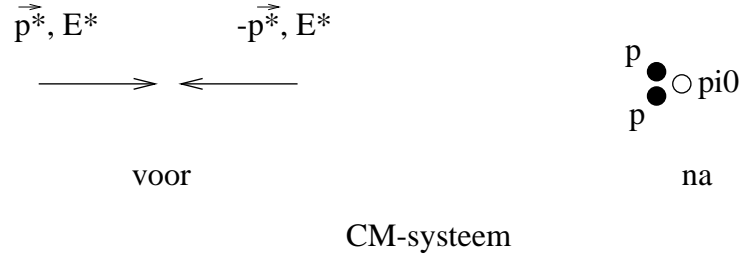 p*, E* -p*, E*
p
pi0
p
voor na
CM-systeem